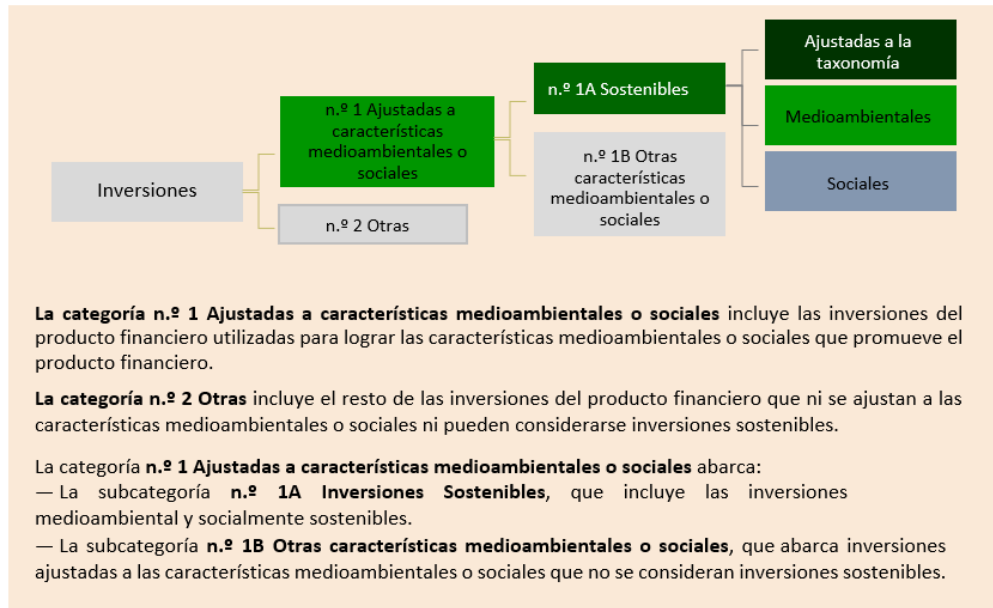 Inversiones
n.º 1 Ajustadas a
características
medioambientales o
sociales
n.º 2 Otras
n.º 1A Sostenibles
n.º 1B Otras
características
medioambientales o
sociales
Ajustadas a la
taxonomía
Medioambientales
Sociales
La categoría n.º 1 Ajustadas a características medioambientales o sociales incluye las inversiones del
producto financiero utilizadas para lograr las características medioambientales o sociales que promueve el
producto financiero.
La categoría n.º 2 Otras incluye el resto de las inversiones del producto financiero que ni se ajustan a las
características medioambientales o sociales ni pueden considerarse inversiones sostenibles.
La categoría n.º 1 Ajustadas a características medioambientales o sociales abarca:
— La subcategoría n.º 1A Inversiones Sostenibles, que incluye las inversiones
medioambiental y socialmente sostenibles.
— La subcategoría n.º 1B Otras características medioambientales o sociales, que abarca inversiones
ajustadas a las características medioambientales o sociales que no se consideran inversiones sostenibles.